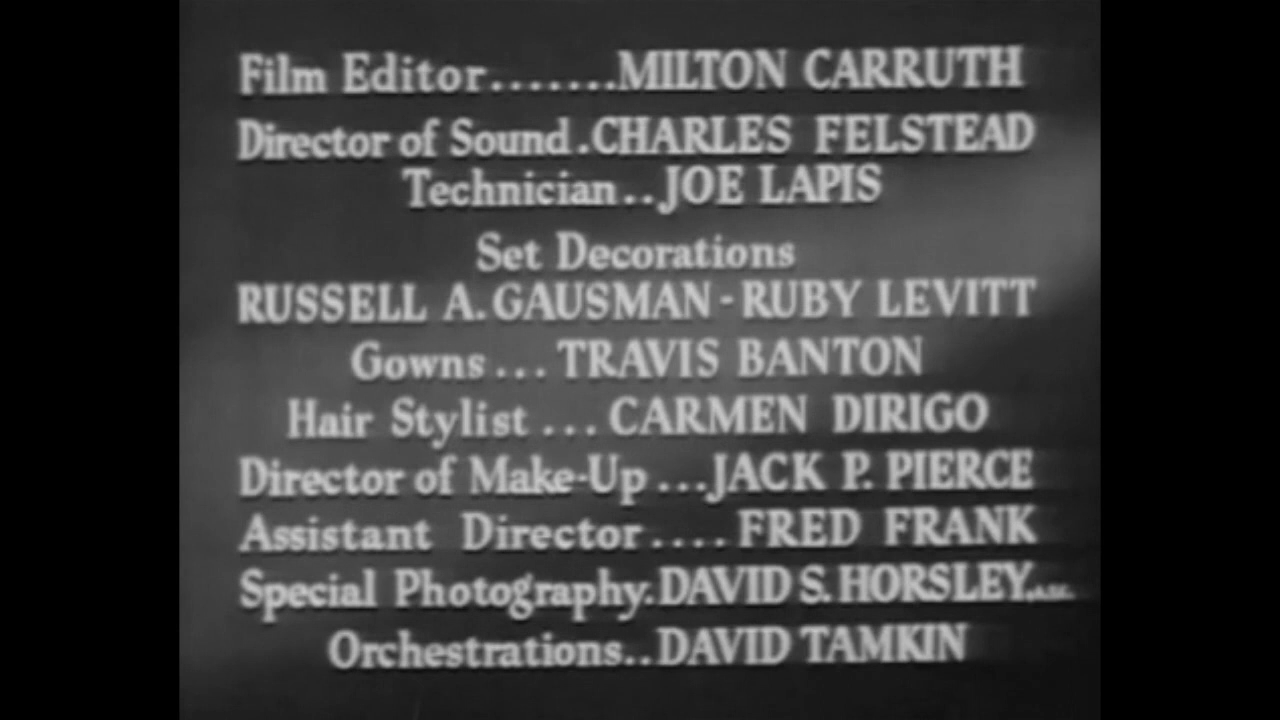 Film Editor.......MILTON CARRUTH
Director of Sound.CHARLES FELSTEAD
Technician..JOE LAPIS
Set Decorations
RUSSELL A. GAUSMAN - RUBY LEVITT
Gowns... TRAVIS BANTON
Hair Stylist ... CARMEN DIRIGO
Director of Make-Up ...JACK P. PIERCE
Assistant Director.... FRED FRANK
Special Photography.DAVID S. HORSLEY,
Orchestrations..DAVID TAMKIN